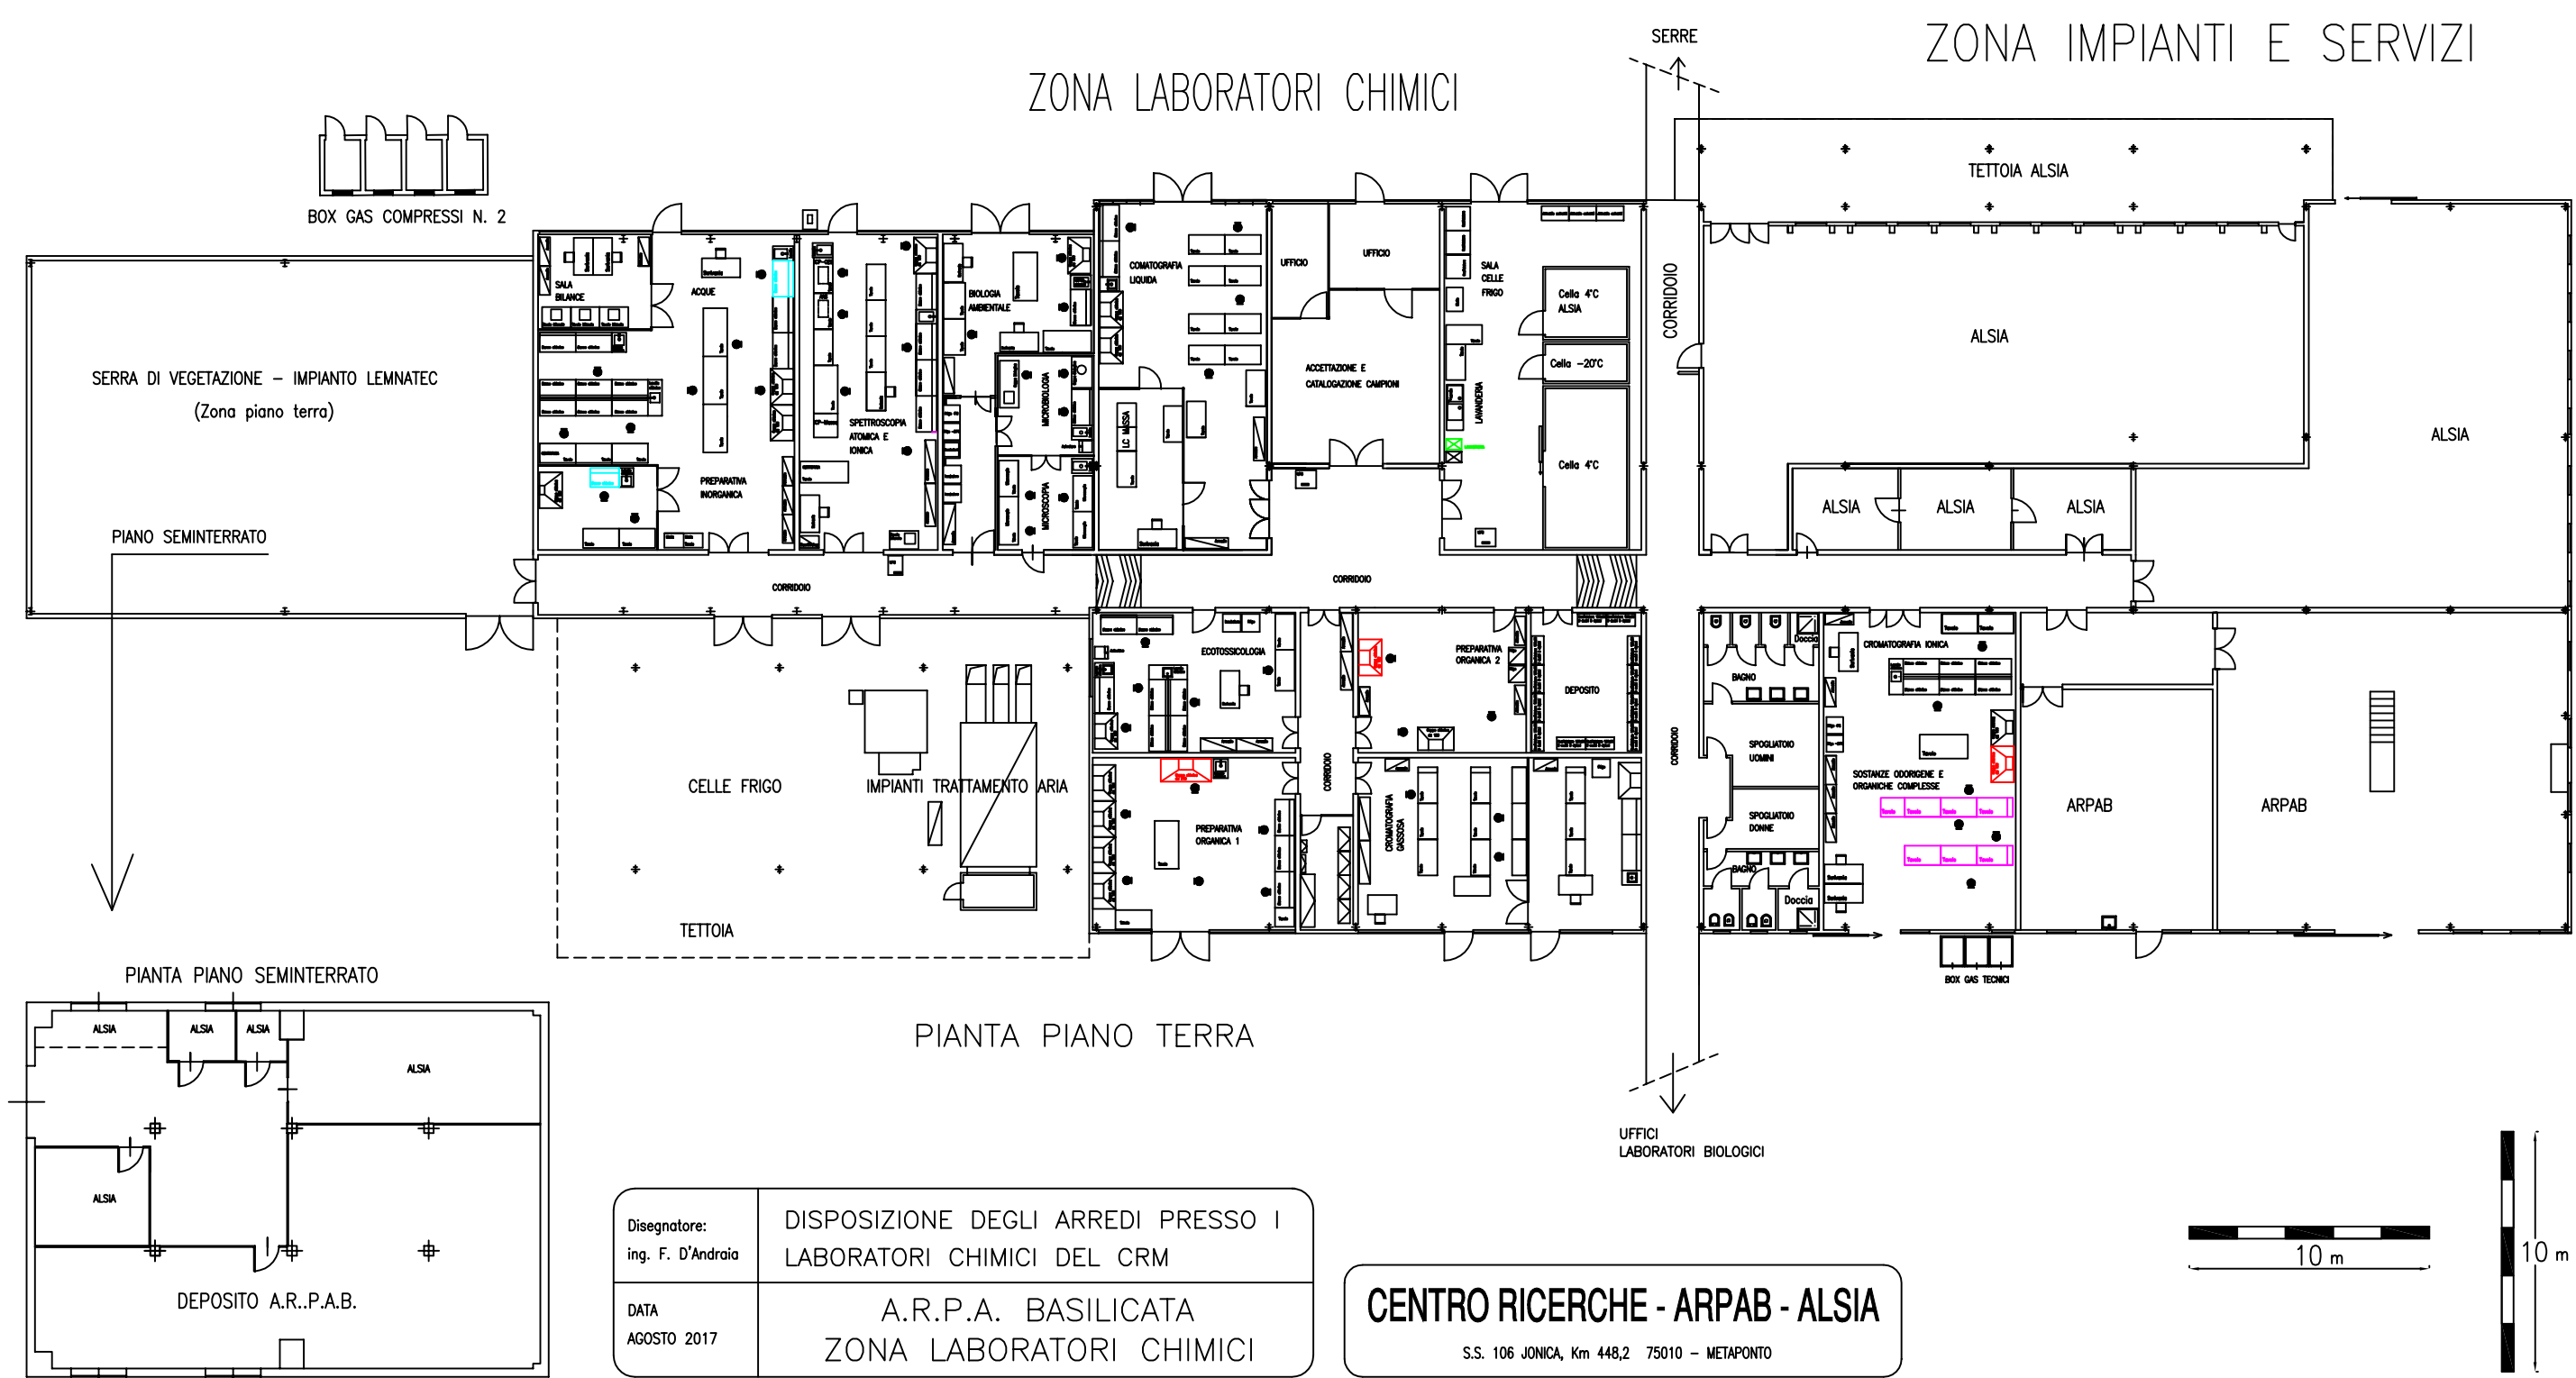 SERRE
ZONA IMPIANTI E SERVIZI
ZONA LABORATORI CHIMICI
BOX GAS COMPRESSI N. 2
TETTOIA ALSIA
SERRA DI VEGETAZIONE – IMPIANTO LEMNATEC
(Zona piano terra)
PIANO SEMINTERRATO
SALA
BILANCE
ACQUE
PREPARATIVA
INORGANICA
SPETTROSCOPIA
ATOMICA E
IONICA
BIOLOGIA
AMBIENTALE
MICROBIOLOGIA
MICROSCOPIA
COMATOGRAFIA
LIQUIDA
LC MASSA
UFFICIO
UFFICIO
ACCETTAZIONE E
CATALOGAZIONE CAMPIONI
SALA
CELLE
FRIGO
LAVANDERIA
Cella 4°C
ALSIA
Cella -20°C
Cella 4°C
CORRIDOIO
ALSIA
ALSIA
ALSIA
ALSIA
ALSIA
CORRIDOIO
CORRIDOIO
CELLE FRIGO
IMPIANTI TRATTAMENTO ARIA
TETTOIA
ECOTOSSICOLOGIA
PREPARATIVA
ORGANICA 1
CORRIDOIO
PREPARATIVA
ORGANICA 2
DEPOSITO
CROMATOGRAFIA
GASSOSA
CORRIDOIO
Doccia
BAGNO
SPOGLIATOIO
UOMINI
SPOGLIATOIO
DONNE
BAGNO
Doccia
CROMATOGRAFIA IONICA
SOSTANZE ODORIGENE E
ORGANICHE COMPLESSE
ARPAB
ARPAB
BOX GAS TECNICI
PIANTA PIANO SEMINTERRATO
ALSIA
ALSIA
ALSIA
ALSIA
ALSIA
DEPOSITO A.R..P.A.B.
PIANTA PIANO TERRA
UFFICI
LABORATORI BIOLOGICI
Disegnatore:
ing. F. D'Andraia
DISPOSIZIONE DEGLI ARREDI PRESSO I
LABORATORI CHIMICI DEL CRM
DATA
AGOSTO 2017
A.R.P.A. BASILICATA
ZONA LABORATORI CHIMICI
CENTRO RICERCHE - ARPAB - ALSIA
S.S. 106 JONICA, Km 448,2 75010 – METAPONTO
10 m
10 m